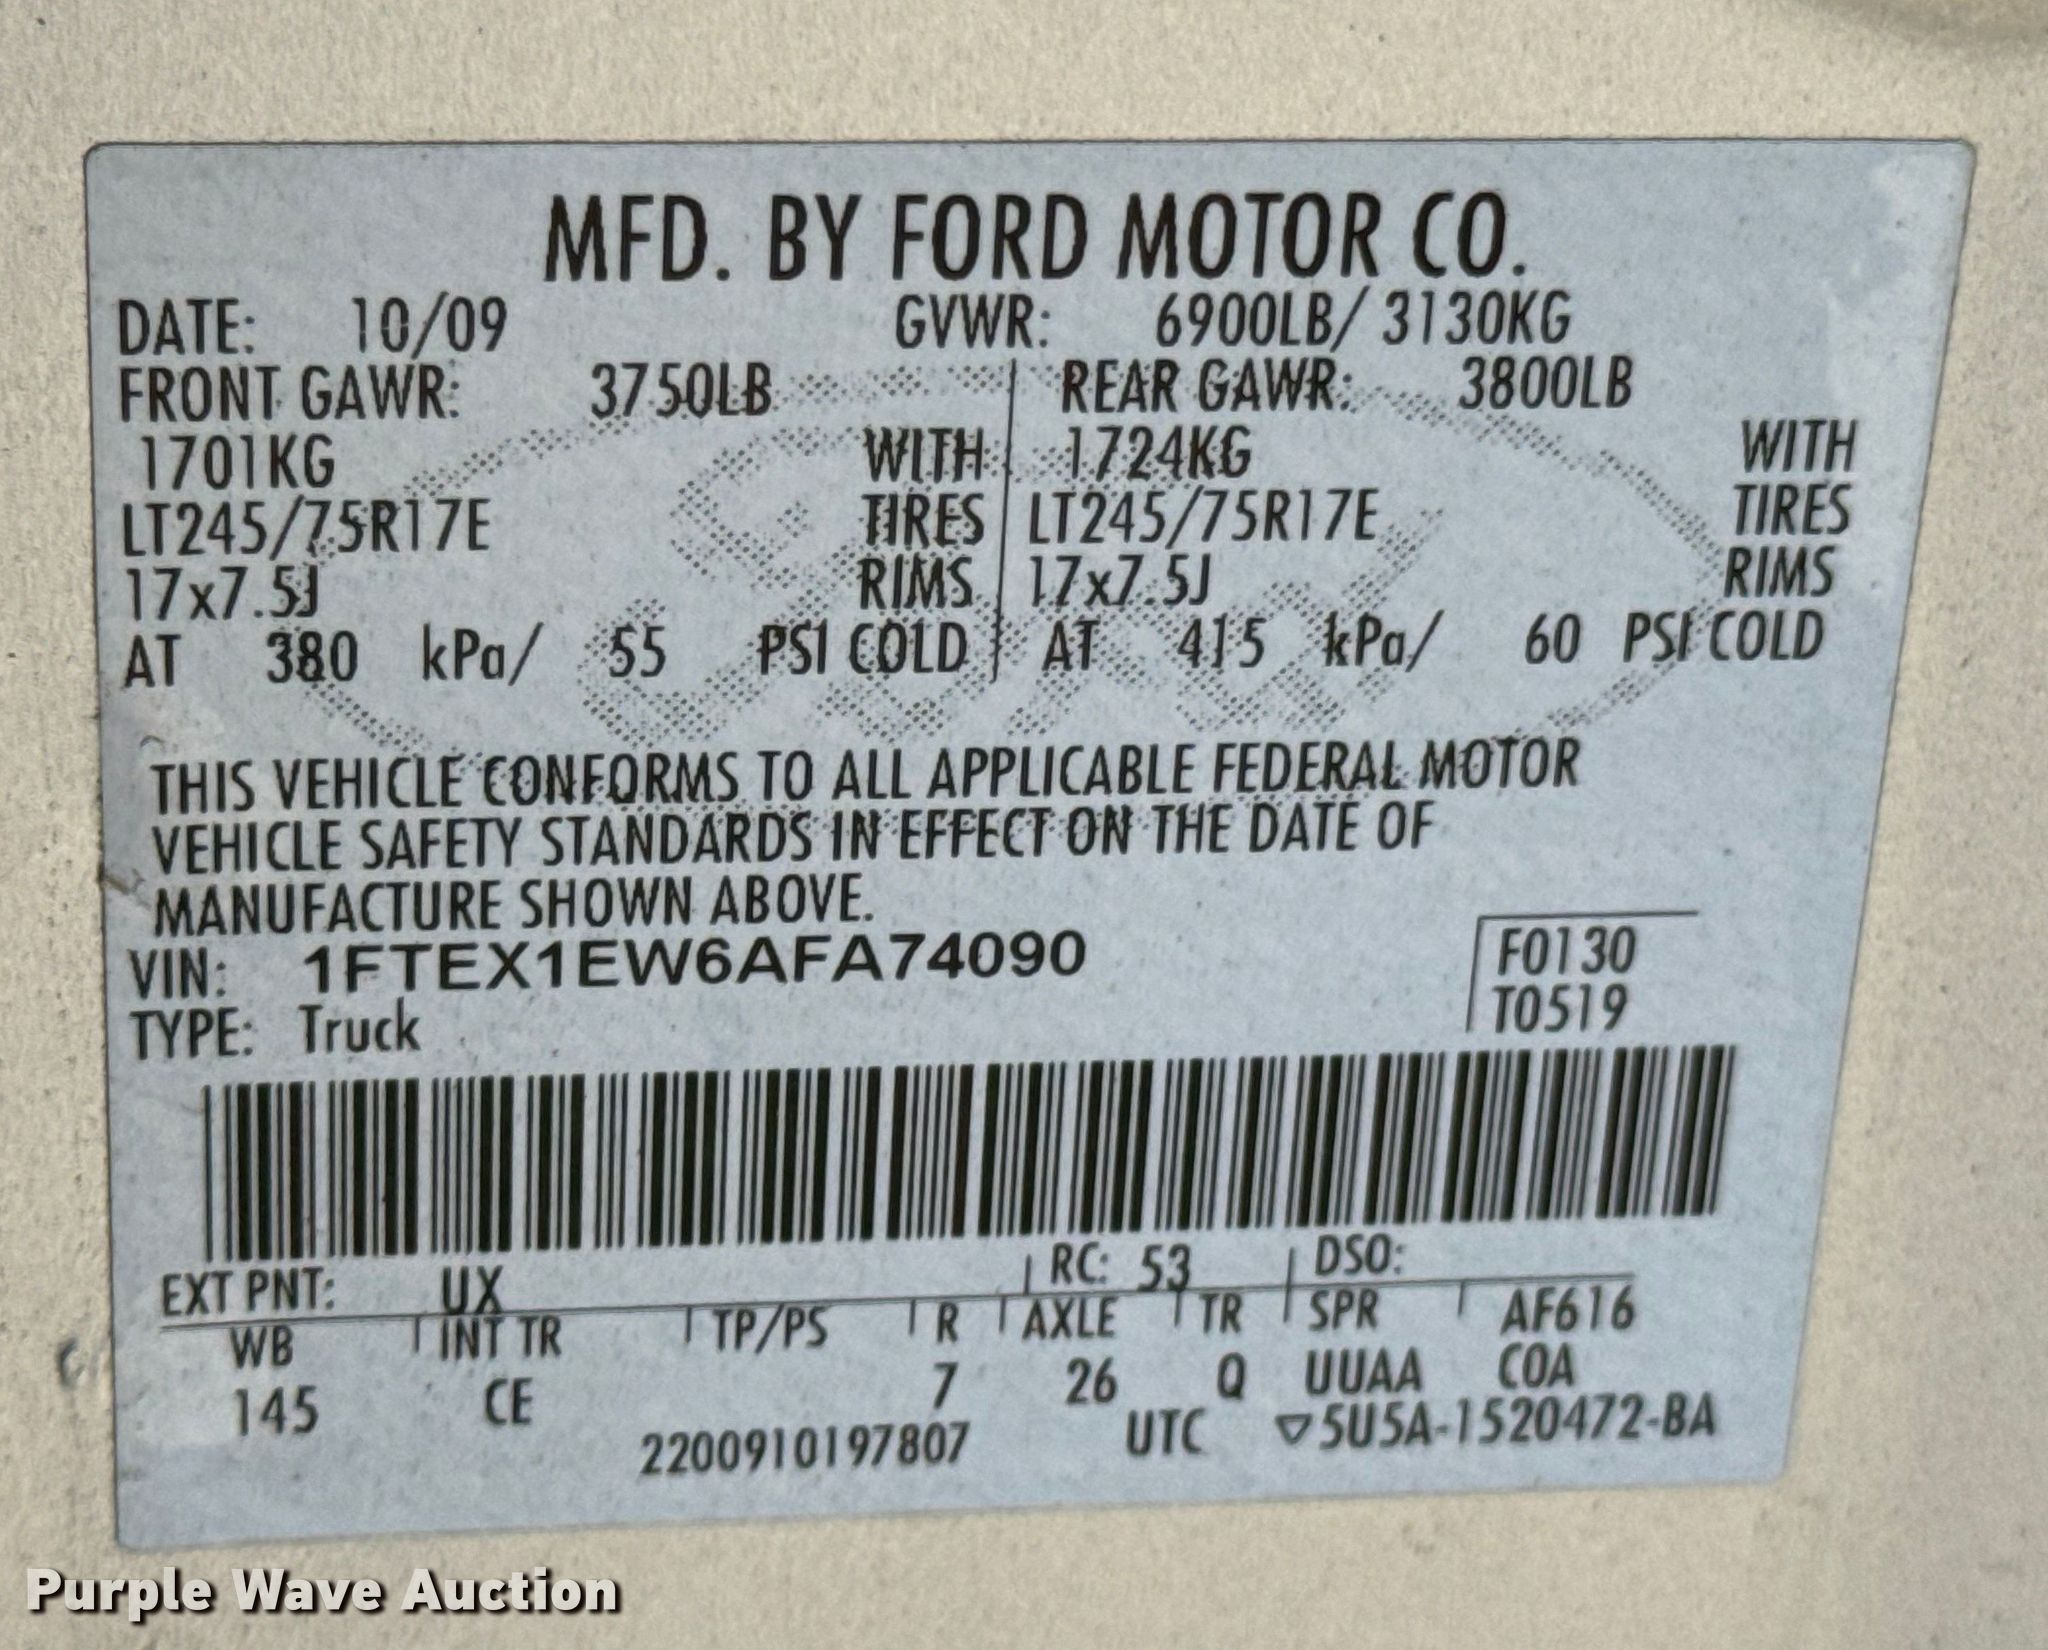 MFD. BY FORD MOTOR CO.
DATE: 10/09 GVWR: 6900LB/ 3130KG
FRONT GAWR: 3750LB REAR GAWR: 3800LB
1701KG WITH 1724KG WITH
LT245/75R17E TIRES LT245/75R17E TIRES
17x7.5J RIMS 17x7.5J RIMS
AT 380 kPa/ 55 PSI COLD AT 415 kPa/ 60 PSI COLD
THIS VEHICLE CONFORMS TO ALL APPLICABLE FEDERAL MOTOR
VEHICLE SAFETY STANDARDS IN EFFECT ON THE DATE OF
MANUFACTURE SHOWN ABOVE.
VIN: 1FTEX1EW6AFA74090 F0130
TYPE: Truck T0519
EXT PNT: UX RC: 53 DSO:
WB INT TR TP/PS R AXLE TR SPR AF616
145 CE 7 26 Q UUAA COA
2200910197807 UTC ▽5U5A-1520472-BA
Purple Wave Auction